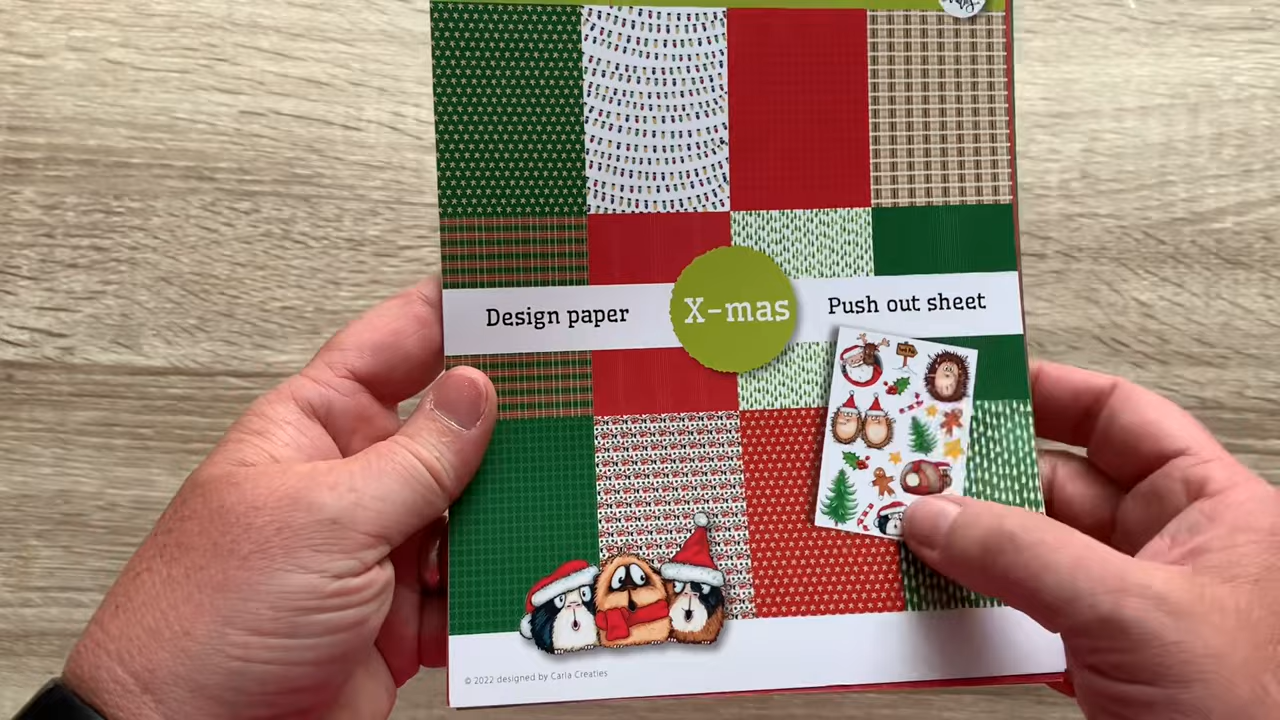 Design paper
X-mas
Push out sheet
© 2022 designed by Carla Creaties